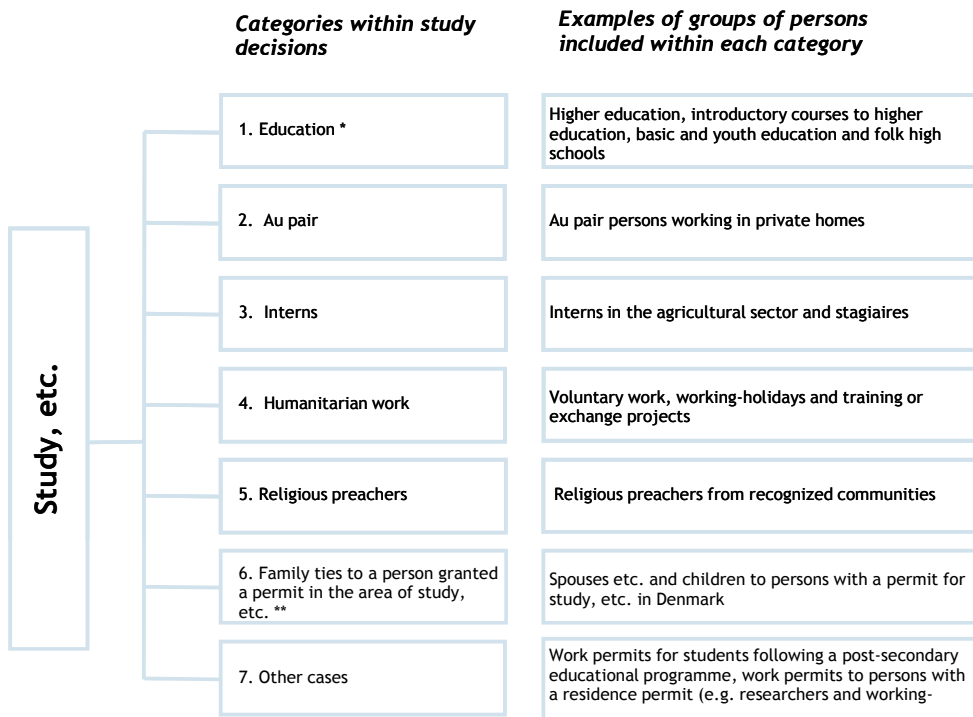 Categories within study
decisions
Examples of groups of persons
included within each category
Study, etc.
1. Education *
Higher education, introductory courses to higher
education, basic and youth education and folk high
schools
2. Au pair
Au pair persons working in private homes
3. Interns
Interns in the agricultural sector and stagiaires
4. Humanitarian work
Voluntary work, working-holidays and training or
exchange projects
5. Religious preachers
Religious preachers from recognized communities
6. Family ties to a person granted
a permit in the area of study,
etc. **
Spouses etc. and children to persons with a permit for
study, etc. in Denmark
7. Other cases
Work permits for students following a post-secondary
educational programme, work permits to persons with
a residence permit (e.g. researchers and working-